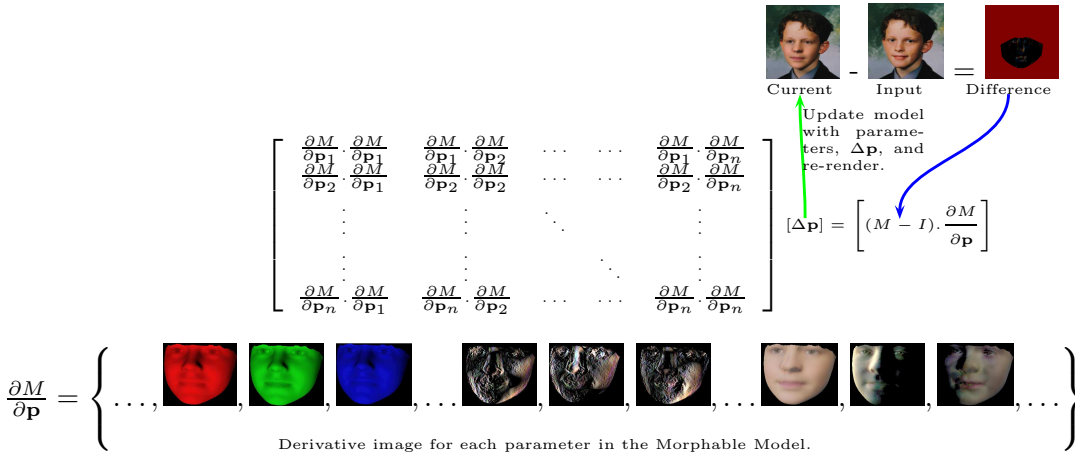 - =
Current Input Difference
Update model
with parame-
ters, Δp, and
re-render.
∂M/∂p₁ · ∂M/∂p₁ ∂M/∂p₁ · ∂M/∂p₂ ... ... ∂M/∂p₁ · ∂M/∂pₙ
∂M/∂p₂ · ∂M/∂p₁ ∂M/∂p₂ · ∂M/∂p₂ ... ... ∂M/∂p₂ · ∂M/∂pₙ
⋮ ⋮ ⋱ ⋮
⋮ ⋮ ⋱ ⋮
∂M/∂pₙ · ∂M/∂p₁ ∂M/∂pₙ · ∂M/∂p₂ ... ... ∂M/∂pₙ · ∂M/∂pₙ
[Δp] = [(M − I). ∂M/∂p]
∂M/∂p = { ..., , , , ... , , , ... , , , ... }
Derivative image for each parameter in the Morphable Model.